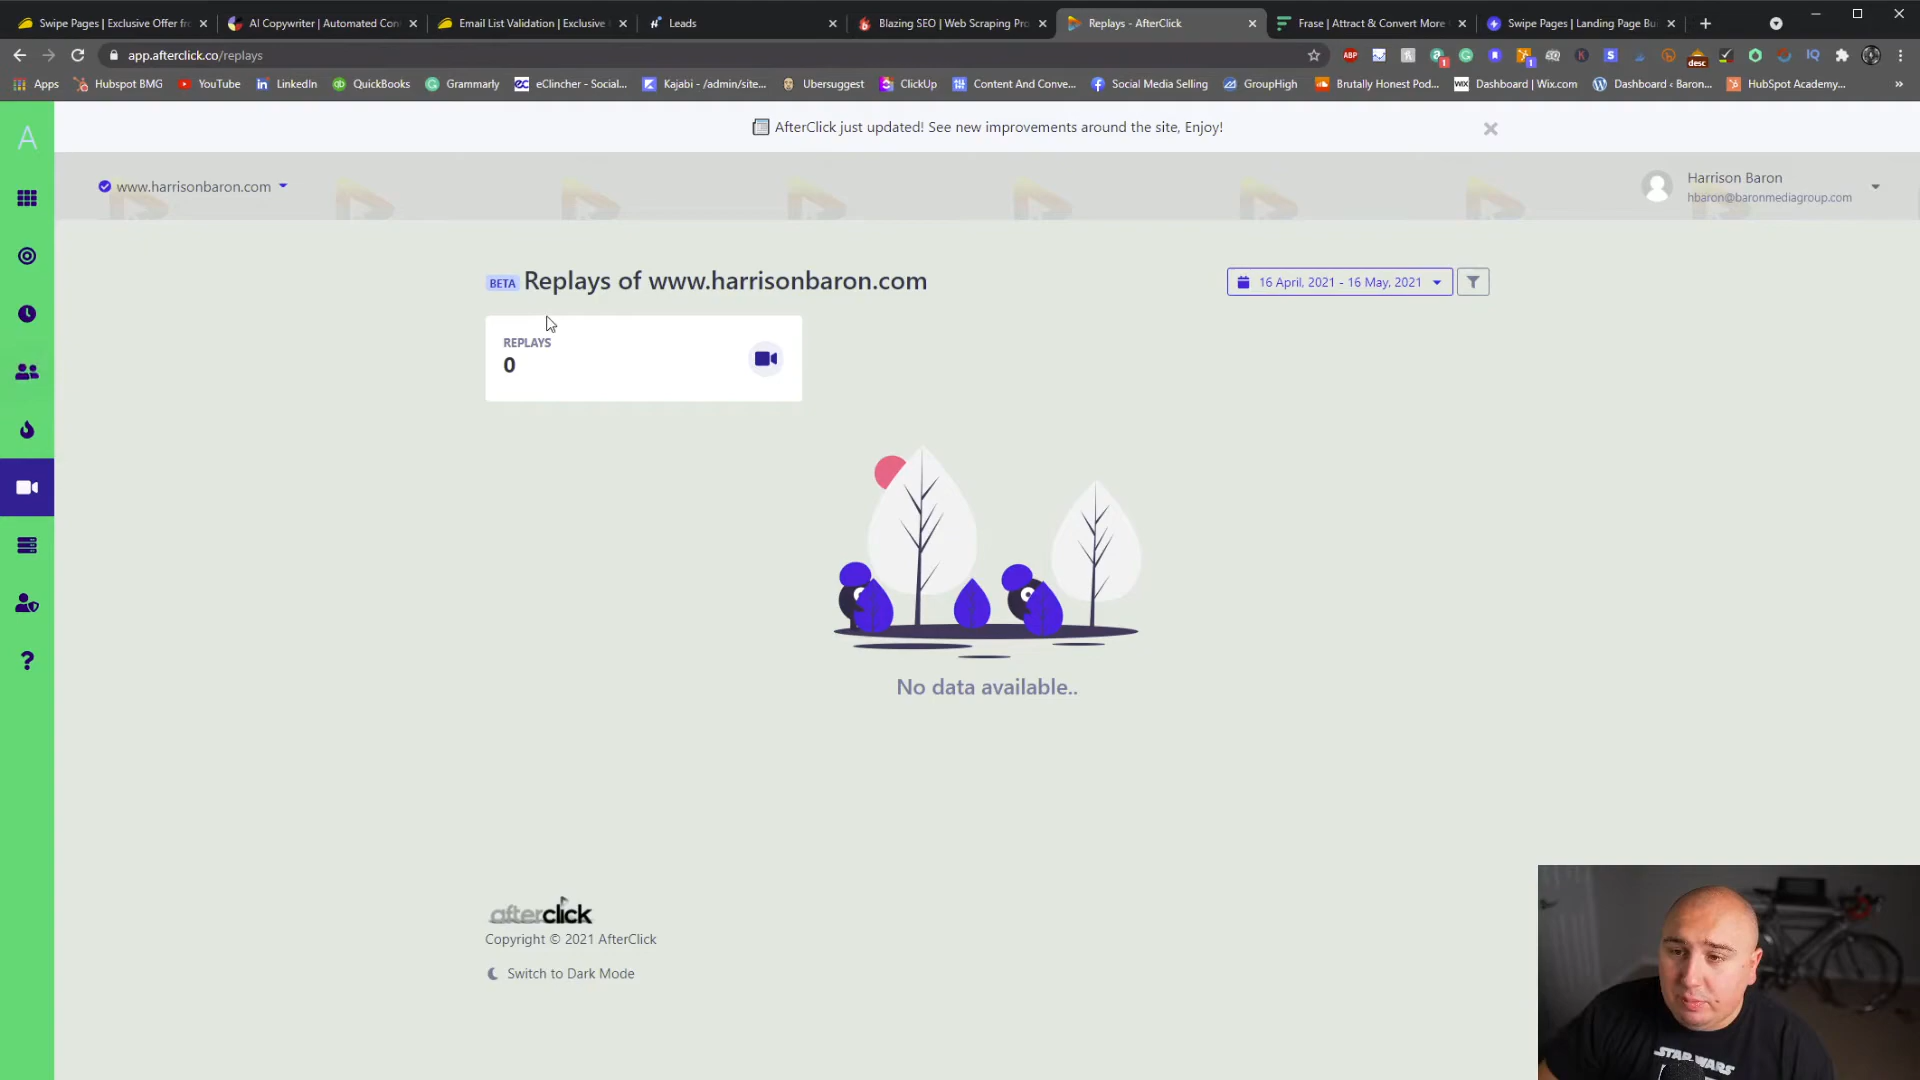 Swipe Pages | Exclusive Offer fr
AI Copywriter | Automated Con
Email List Validation | Exclusive
Leads
Blazing SEO | Web Scraping Pro
Replays - AfterClick
Frase | Attract & Convert More
Swipe Pages | Landing Page Bu
app.afterclick.co/replays
Apps
Hubspot BMG
YouTube
LinkedIn
QuickBooks
Grammarly
eClincher - Social...
Kajabi - /admin/site...
Ubersuggest
ClickUp
Content And Conve...
Social Media Selling
GroupHigh
Brutally Honest Pod...
Dashboard | Wix.com
Dashboard ‹ Baron...
HubSpot Academy...
»
A
AfterClick just updated! See new improvements around the site, Enjoy!
www.harrisonbaron.com
Harrison Baron
hbaron@baronmediagroup.com
BETA Replays of www.harrisonbaron.com
16 April, 2021 - 16 May, 2021
REPLAYS
0
?
No data available..
afterclick
Copyright © 2021 AfterClick
Switch to Dark Mode
STAR WARS